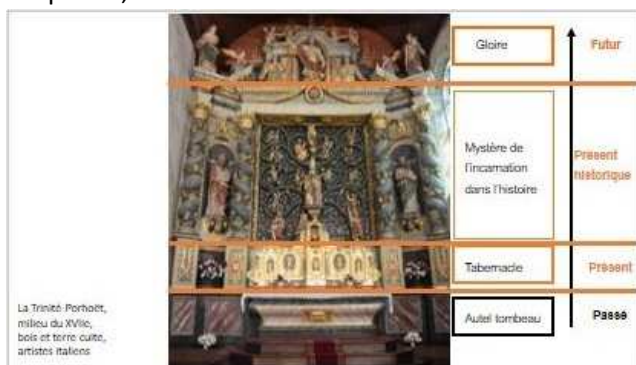 Gloire
Futur
Mystère de
l'incarnation
dans l'histoire
Présent
historique
Tabernacle
Présent
Autel tombeau
Passé
La Trinité-Porhoët,
milieu du XVIIe,
bois et terre cuite,
artistes italiens